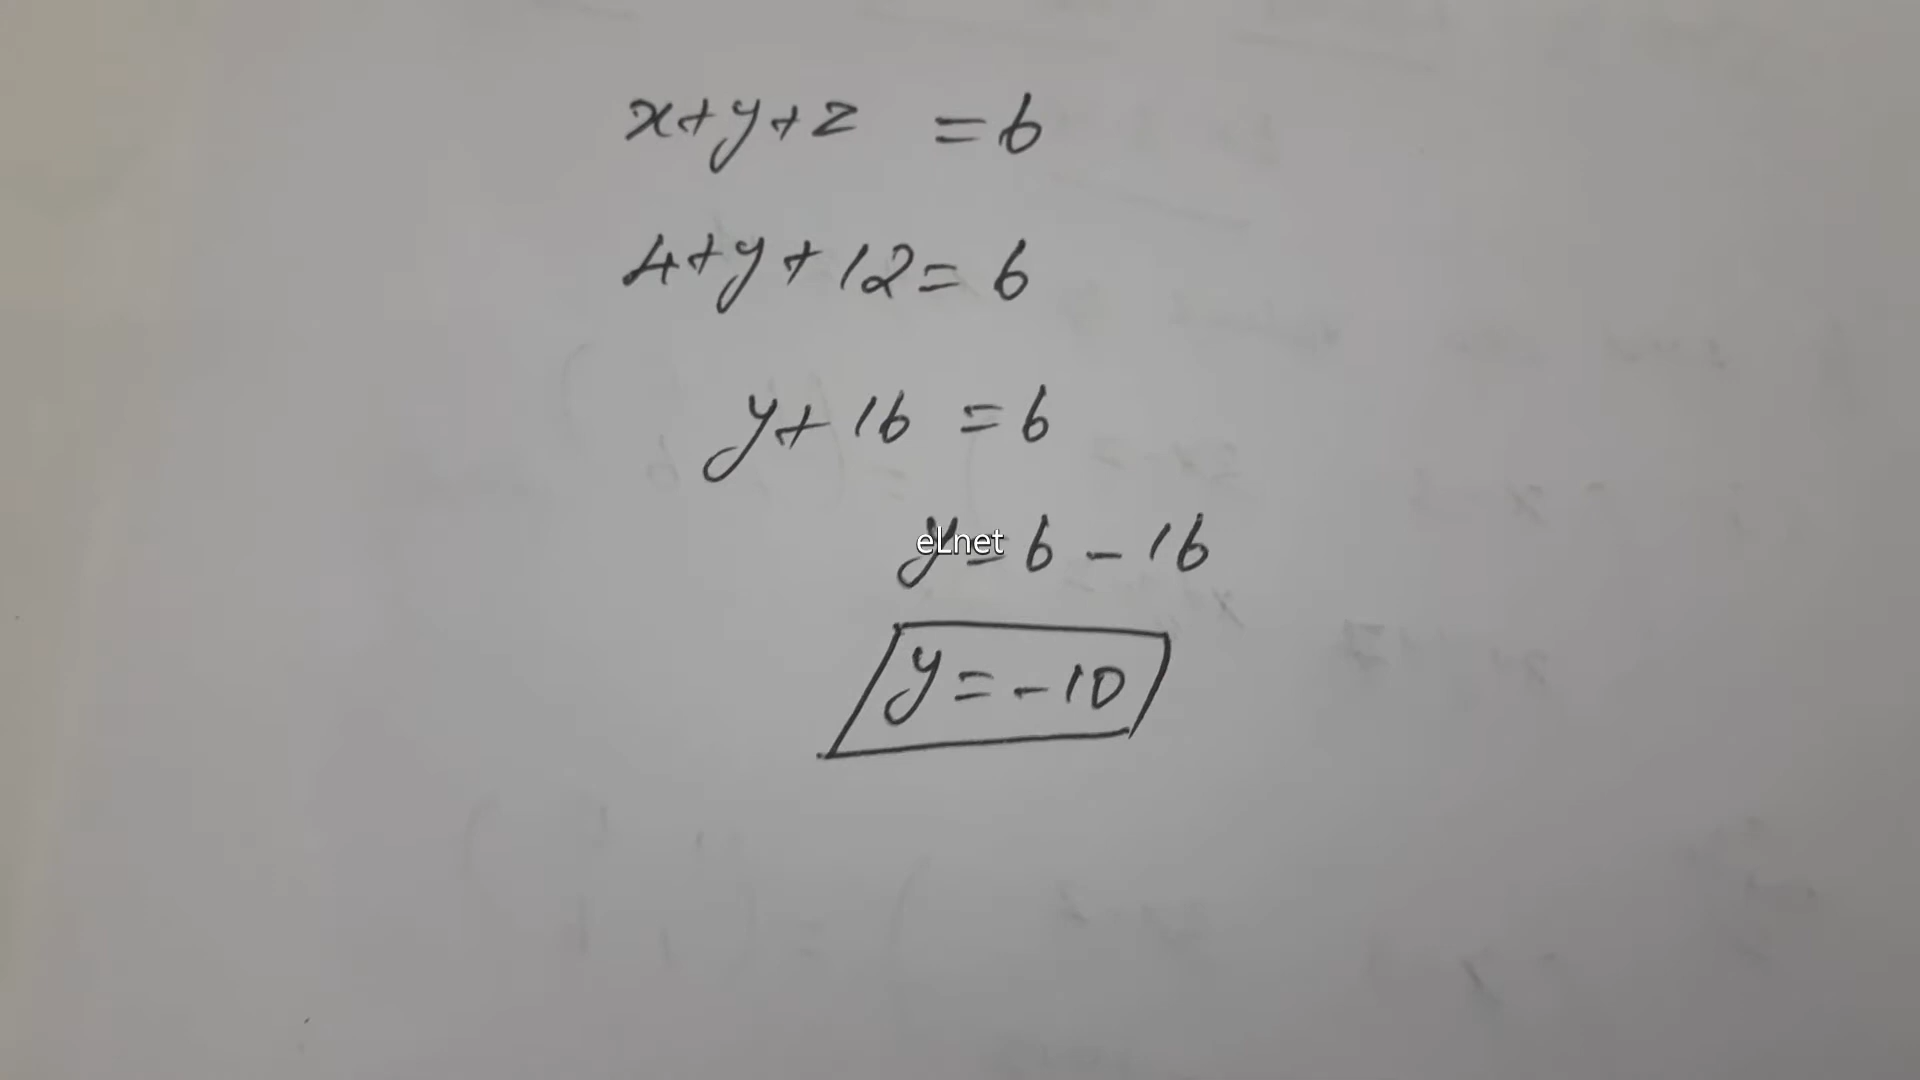 x+y+z = 6
4+y+12= 6
y+16 = 6
y= 6 - 16
eLnet
y = -10